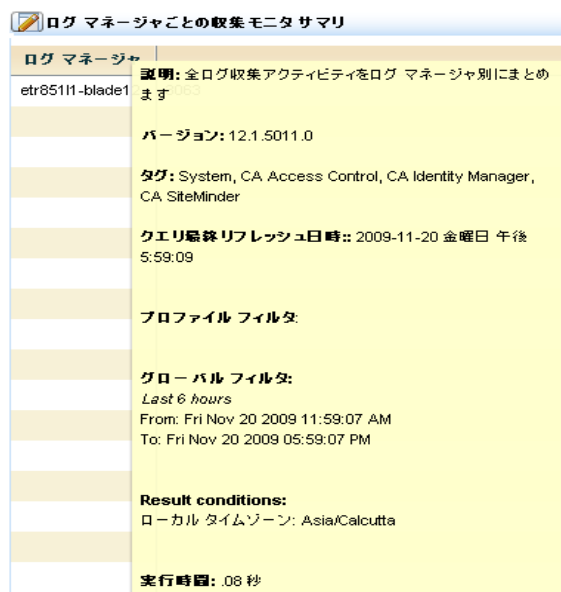 ログ マネージャごとの収集モニタ サマリ
ログ マネージャ
etr851l1-blade1
説明: 全ログ収集アクティビティをログ マネージャ別にまとめ
ます
バージョン: 12.1.5011.0
タグ: System, CA Access Control, CA Identity Manager,
CA SiteMinder
クエリ最終リフレッシュ日時:: 2009-11-20 金曜日 午後
5:59:09
プロファイル フィルタ:
グローバル フィルタ:
Last 6 hours
From: Fri Nov 20 2009 11:59:07 AM
To: Fri Nov 20 2009 05:59:07 PM
Result conditions:
ローカル タイムゾーン: Asia/Calcutta
実行時間: .08 秒